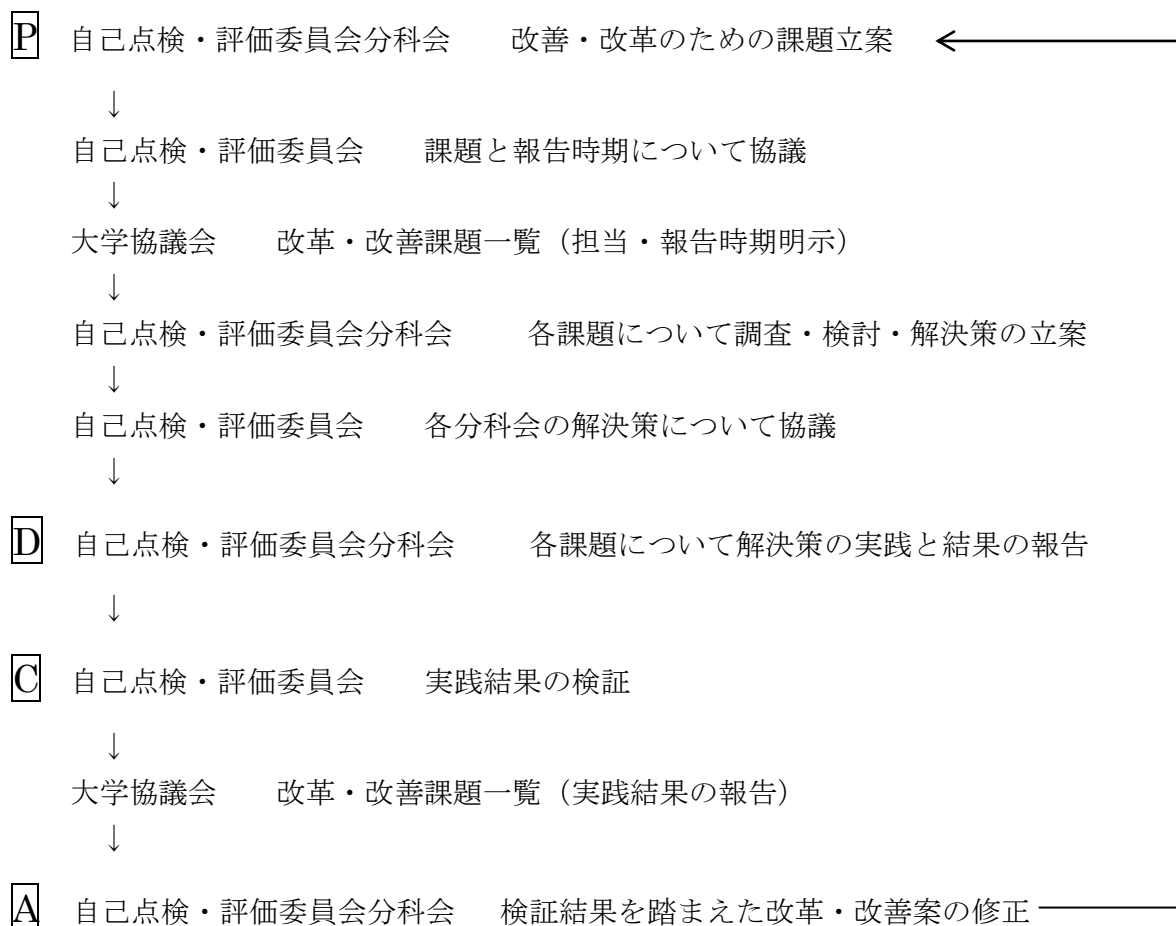 P 自己点検・評価委員会分科会 改善・改革のための課題立案
↓
自己点検・評価委員会 課題と報告時期について協議
↓
大学協議会 改革・改善課題一覧（担当・報告時期明示）
↓
自己点検・評価委員会分科会 各課題について調査・検討・解決策の立案
↓
自己点検・評価委員会 各分科会の解決策について協議
↓
D 自己点検・評価委員会分科会 各課題について解決策の実践と結果の報告
↓
C 自己点検・評価委員会 実践結果の検証
↓
大学協議会 改革・改善課題一覧（実践結果の報告）
↓
A 自己点検・評価委員会分科会 検証結果を踏まえた改革・改善案の修正